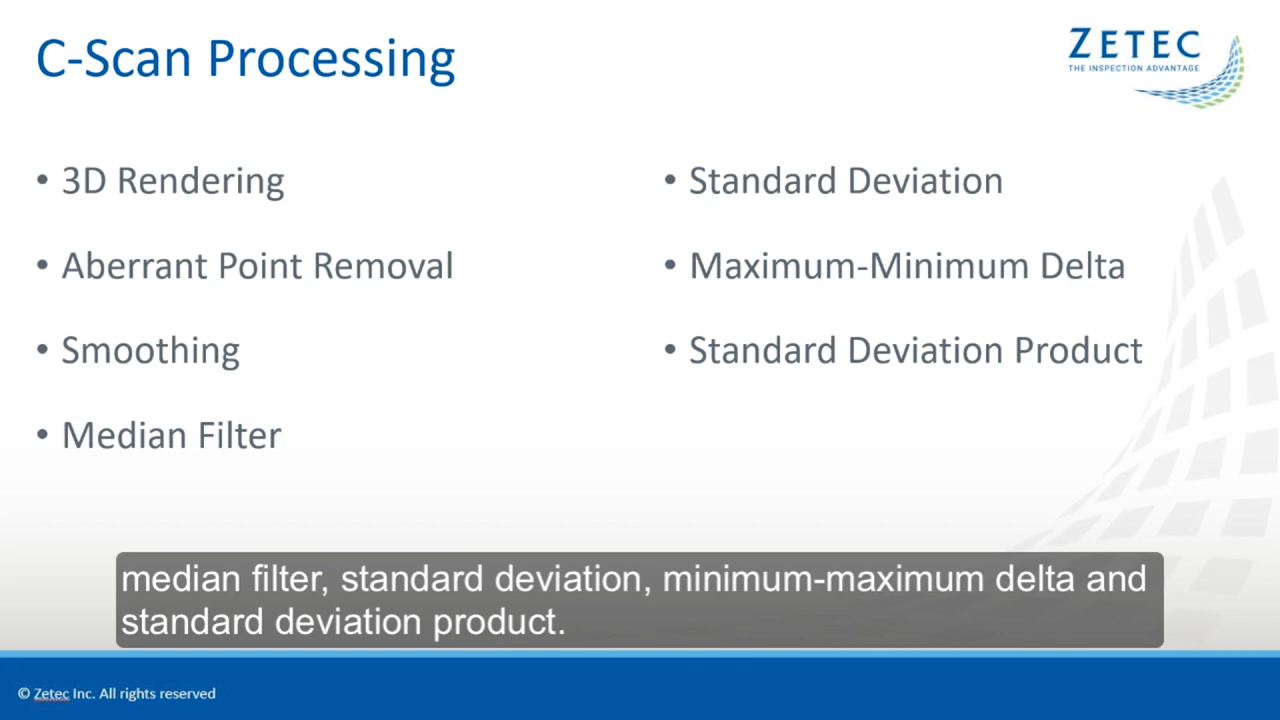 C-Scan Processing
ZETEC
THE INSPECTION ADVANTAGE
• 3D Rendering
• Aberrant Point Removal
• Smoothing
• Median Filter
• Standard Deviation
• Maximum-Minimum Delta
• Standard Deviation Product
median filter, standard deviation, minimum-maximum delta and
standard deviation product.
© Zetec Inc. All rights reserved